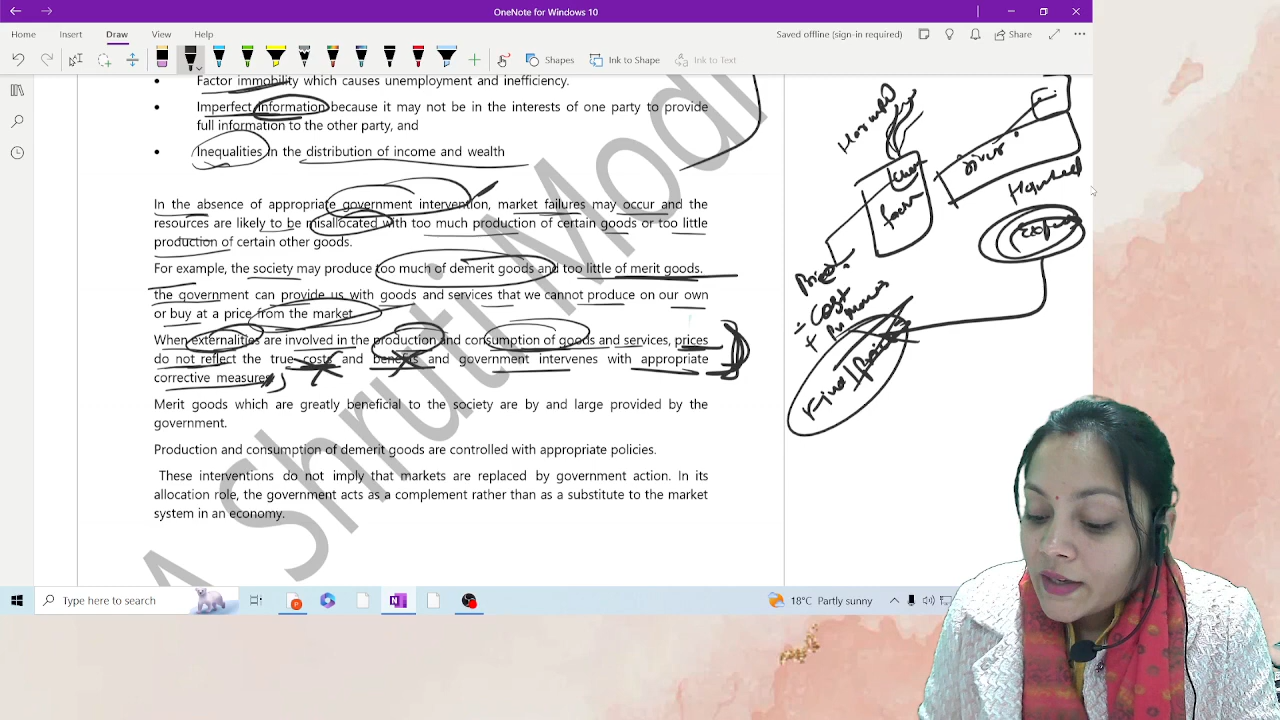 OneNote for Windows 10
Home Insert Draw View Help
Saved offline (sign-in required) Share
Shapes Ink to Shape Ink to Text
Factor immobility which causes unemployment and inefficiency.
Imperfect information because it may not be in the interests of one party to provide
full information to the other party, and
Inequalities in the distribution of income and wealth
In the absence of appropriate government intervention, market failures may occur and the
resources are likely to be misallocated with too much production of certain goods or too little
production of certain other goods.
For example, the society may produce too much of demerit goods and too little of merit goods.
the government can provide us with goods and services that we cannot produce on our own
or buy at a price from the market.
When externalities are involved in the production and consumption of goods and services, prices
do not reflect the true costs and benefits and government intervenes with appropriate
corrective measures
Merit goods which are greatly beneficial to the society are by and large provided by the
government.
Production and consumption of demerit goods are controlled with appropriate policies.
These interventions do not imply that markets are replaced by government action. In its
allocation role, the government acts as a complement rather than as a substitute to the market
system in an economy.
A Shruti Modi
River
Price
= Cost
+
Final Price
Type here to search
18°C Partly sunny